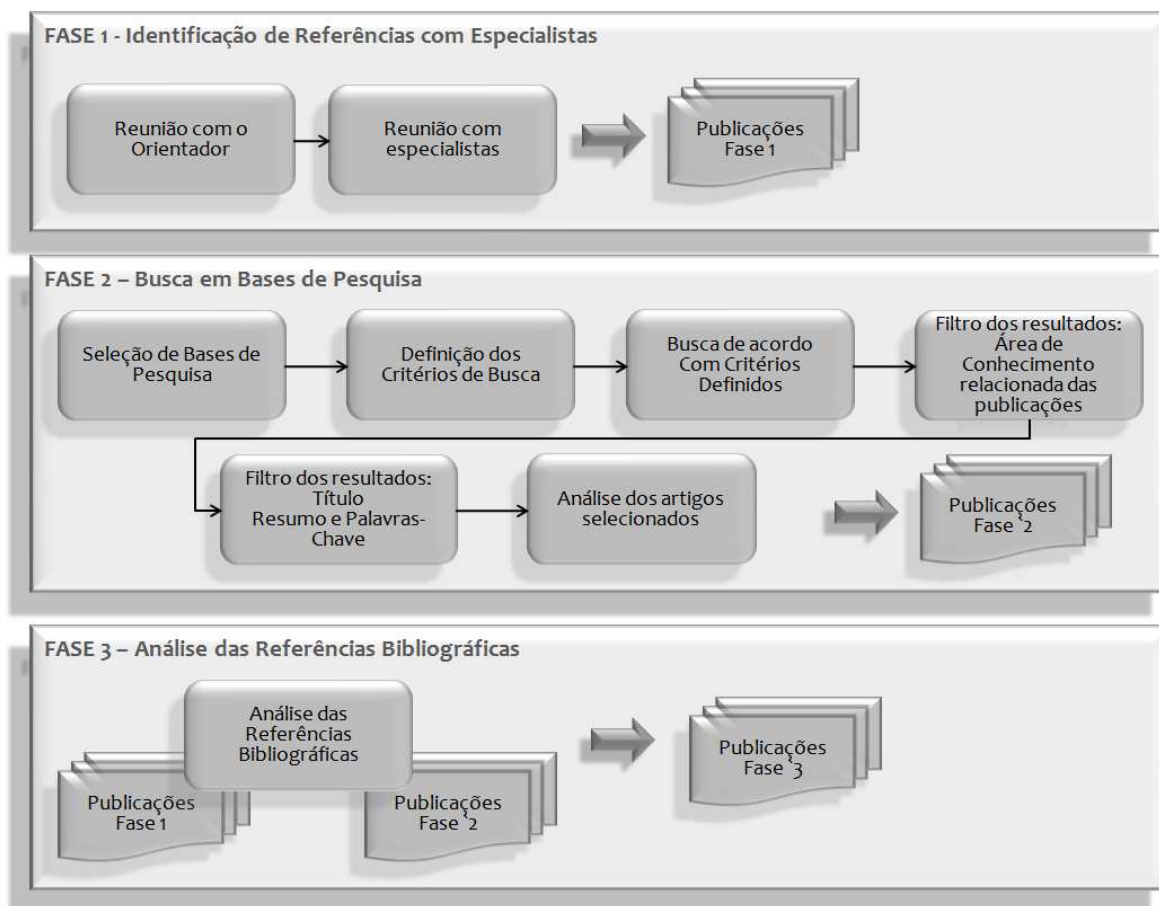 FASE 1 - Identificação de Referências com Especialistas
Reunião com o
Orientador
Reunião com
especialistas
Publicações
Fase 1
FASE 2 – Busca em Bases de Pesquisa
Seleção de Bases de
Pesquisa
Definição dos
Critérios de Busca
Busca de acordo
Com Critérios
Definidos
Filtro dos resultados:
Área de
Conhecimento
relacionada das
publicações
Filtro dos resultados:
Título
Resumo e Palavras-
Chave
Análise dos artigos
selecionados
Publicações
Fase 2
FASE 3 – Análise das Referências Bibliográficas
Análise das
Referências
Bibliográficas
Publicações
Fase 1
Publicações
Fase 2
Publicações
Fase 3